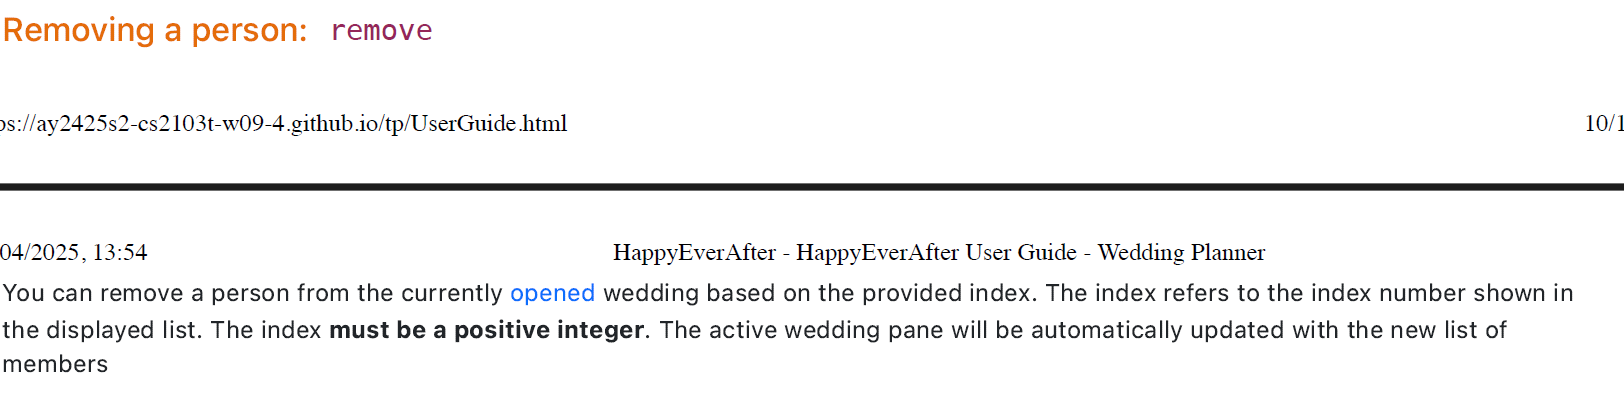 Removing a person: remove
ps://ay2425s2-cs2103t-w09-4.github.io/tp/UserGuide.html 10/1
04/2025, 13:54 HappyEverAfter - HappyEverAfter User Guide - Wedding Planner
You can remove a person from the currently opened wedding based on the provided index. The index refers to the index number shown in
the displayed list. The index must be a positive integer. The active wedding pane will be automatically updated with the new list of
members